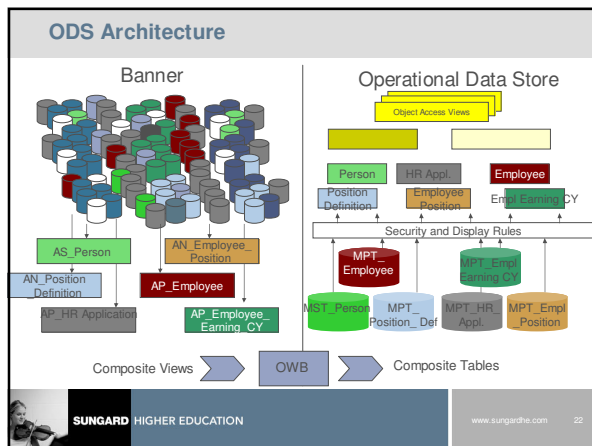 ODS Architecture
Banner
Operational Data Store
Object Access Views
Person
HR Appl.
Employee
Position
Definition
Employee
Position
Empl Earning CY
Security and Display Rules
AS_Person
AN_Employee_
Position
AN_Position
_Definition
AP_Employee
AP_HR Application
AP_Employee_
Earning_CY
MPT_
Employee
MPT_Empl
Earning CY
MST_Person
MPT_
Position_ Def
MPT_HR_
Appl.
MPT_Empl
_Position
Composite Views
OWB
Composite Tables
SUNGARD HIGHER EDUCATION
www.sungardhe.com
22